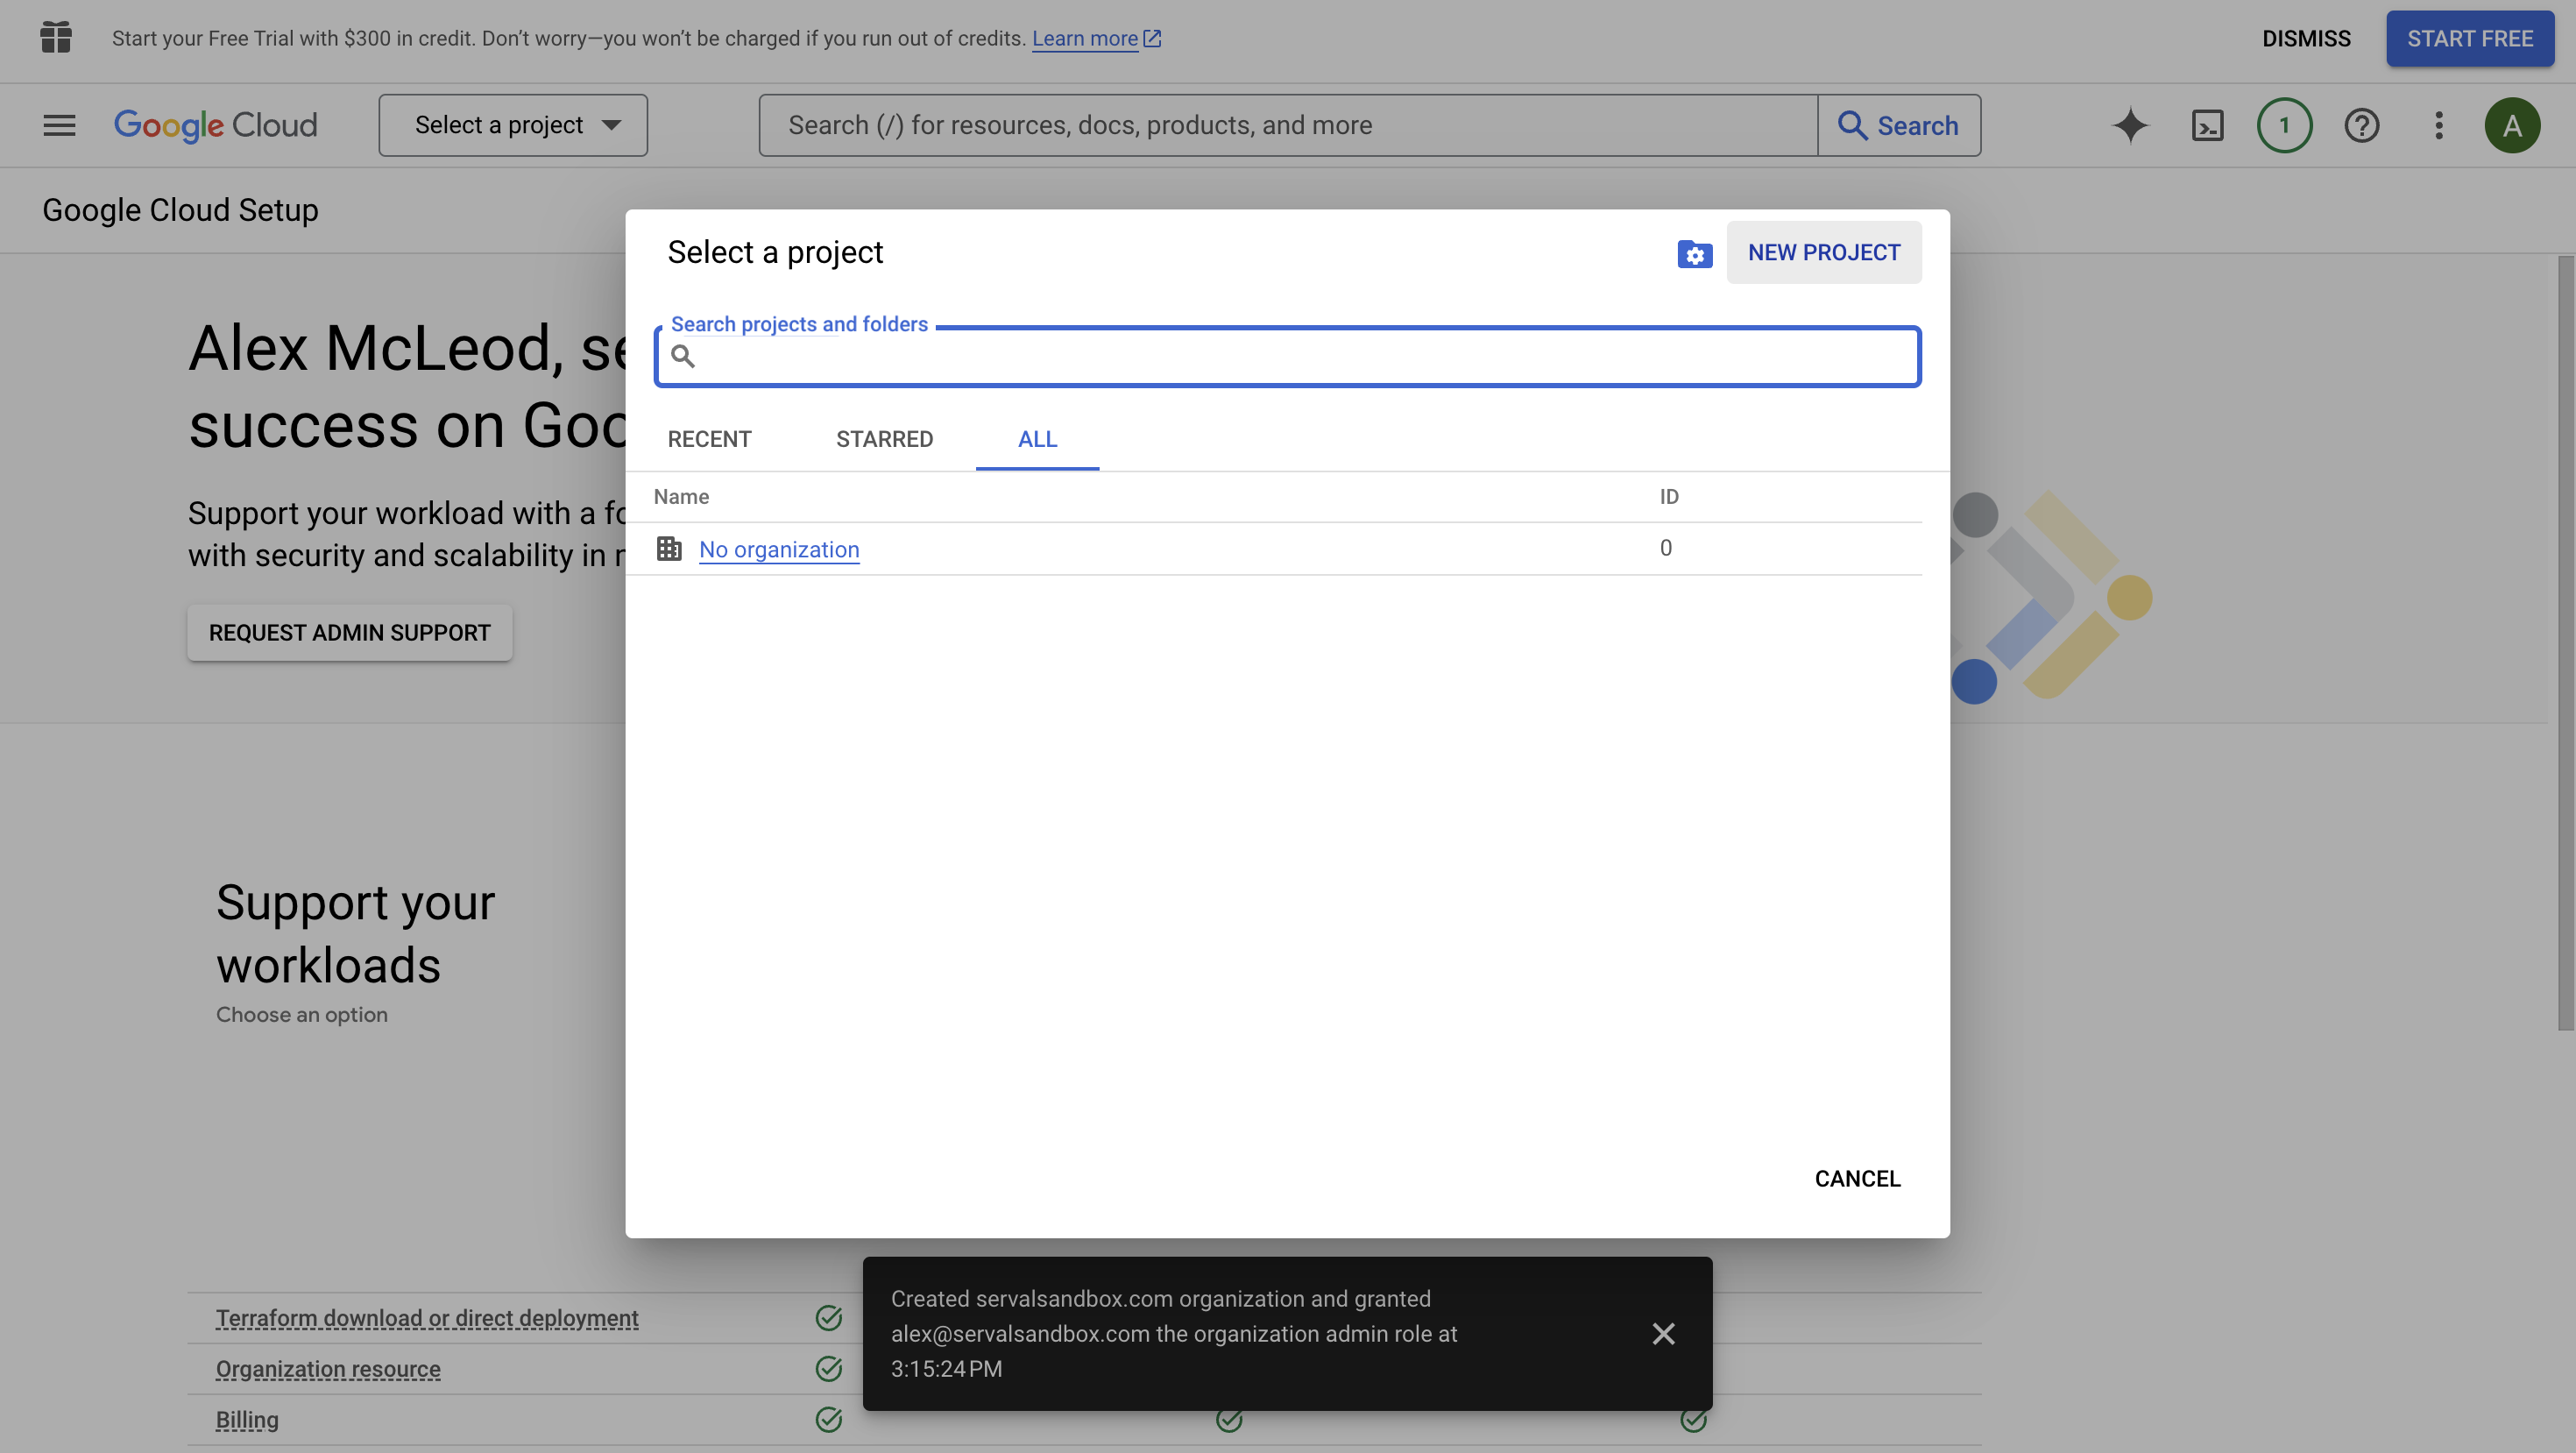 Start your Free Trial with $300 in credit. Don’t worry—you won’t be charged if you run out of credits. Learn more
DISMISS
START FREE
Google Cloud
Select a project
Search (/) for resources, docs, products, and more
Search
1
A
Google Cloud Setup
Alex McLeod, se
success on Goo
Support your workload with a fo
with security and scalability in
REQUEST ADMIN SUPPORT
Select a project
NEW PROJECT
Search projects and folders
RECENT
STARRED
ALL
Name
ID
No organization
0
CANCEL
Support your
workloads
Choose an option
Terraform download or direct deployment
Organization resource
Billing
Created servalsandbox.com organization and granted
alex@servalsandbox.com the organization admin role at
3:15:24 PM